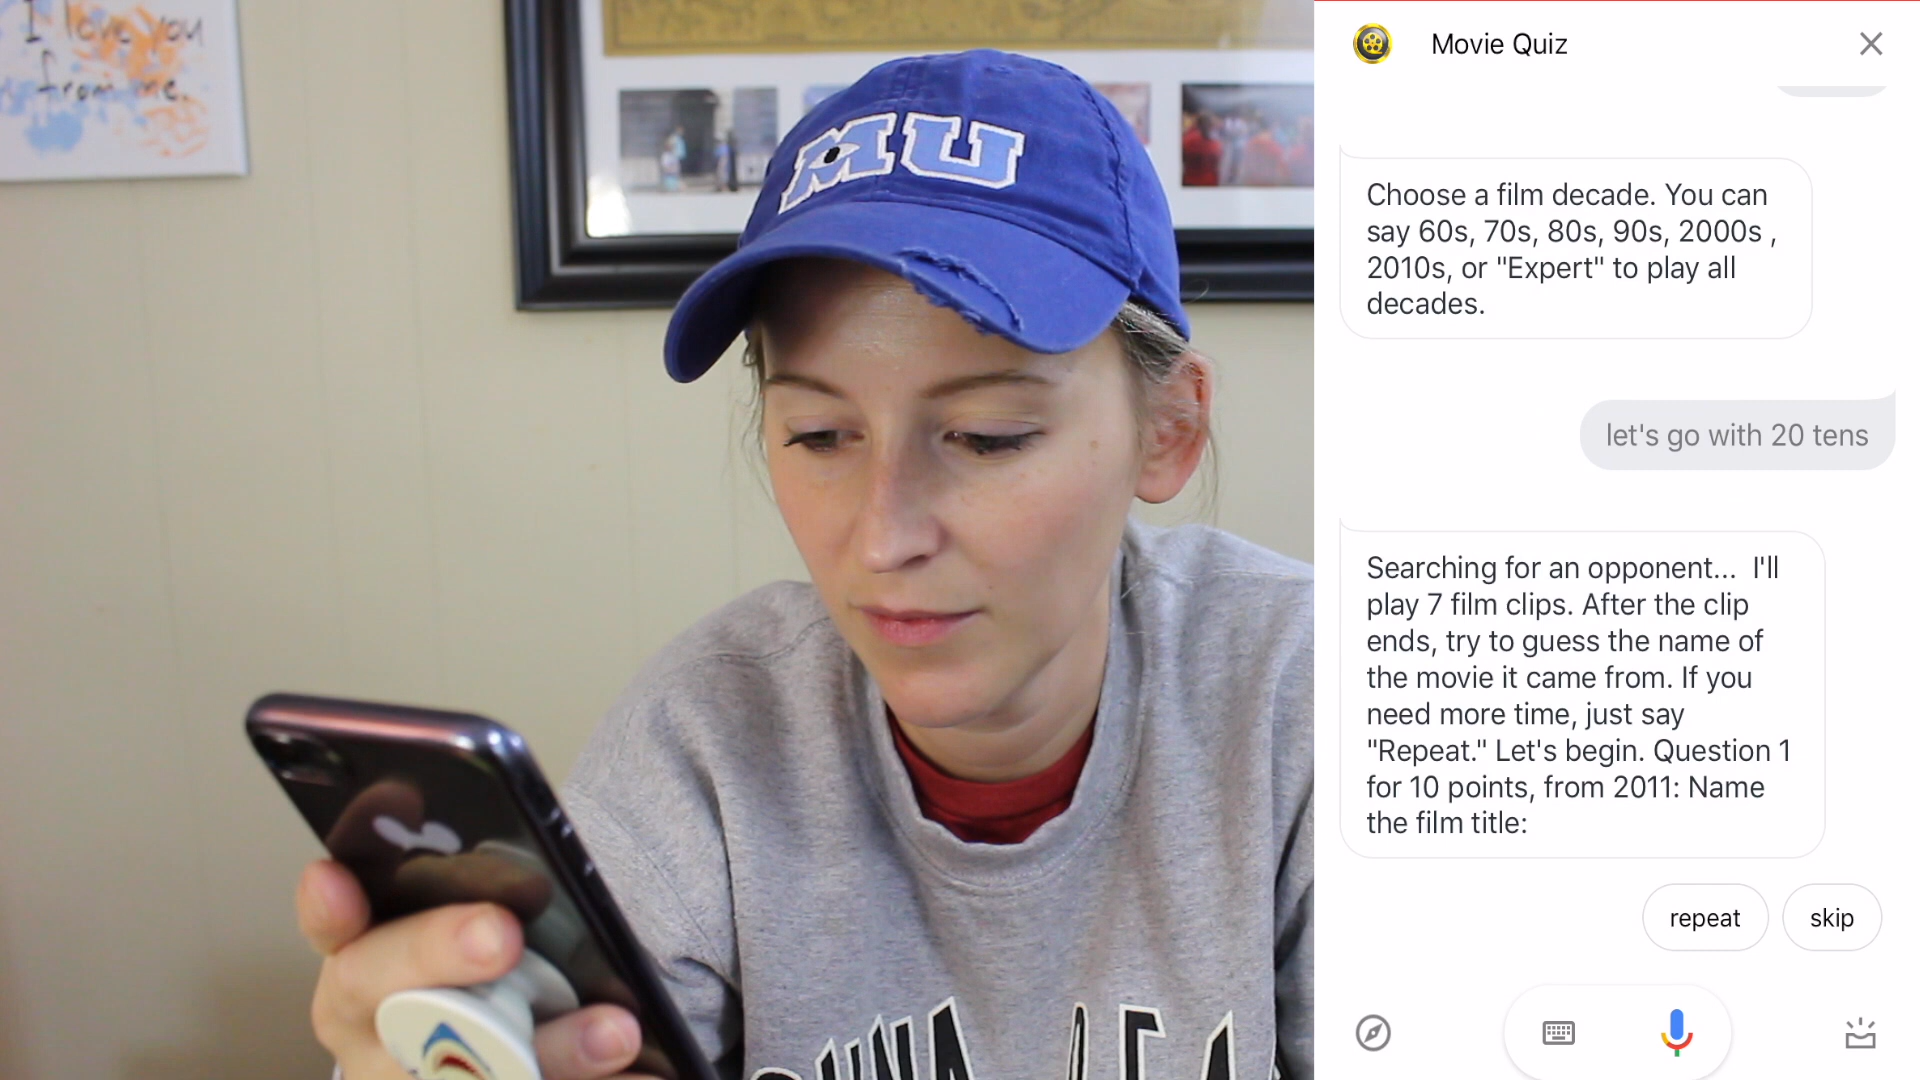 I love you
from me.
MU
Movie Quiz
Choose a film decade. You can
say 60s, 70s, 80s, 90s, 2000s ,
2010s, or "Expert" to play all
decades.
let's go with 20 tens
Searching for an opponent... I'll
play 7 film clips. After the clip
ends, try to guess the name of
the movie it came from. If you
need more time, just say
"Repeat." Let's begin. Question 1
for 10 points, from 2011: Name
the film title:
repeat
skip